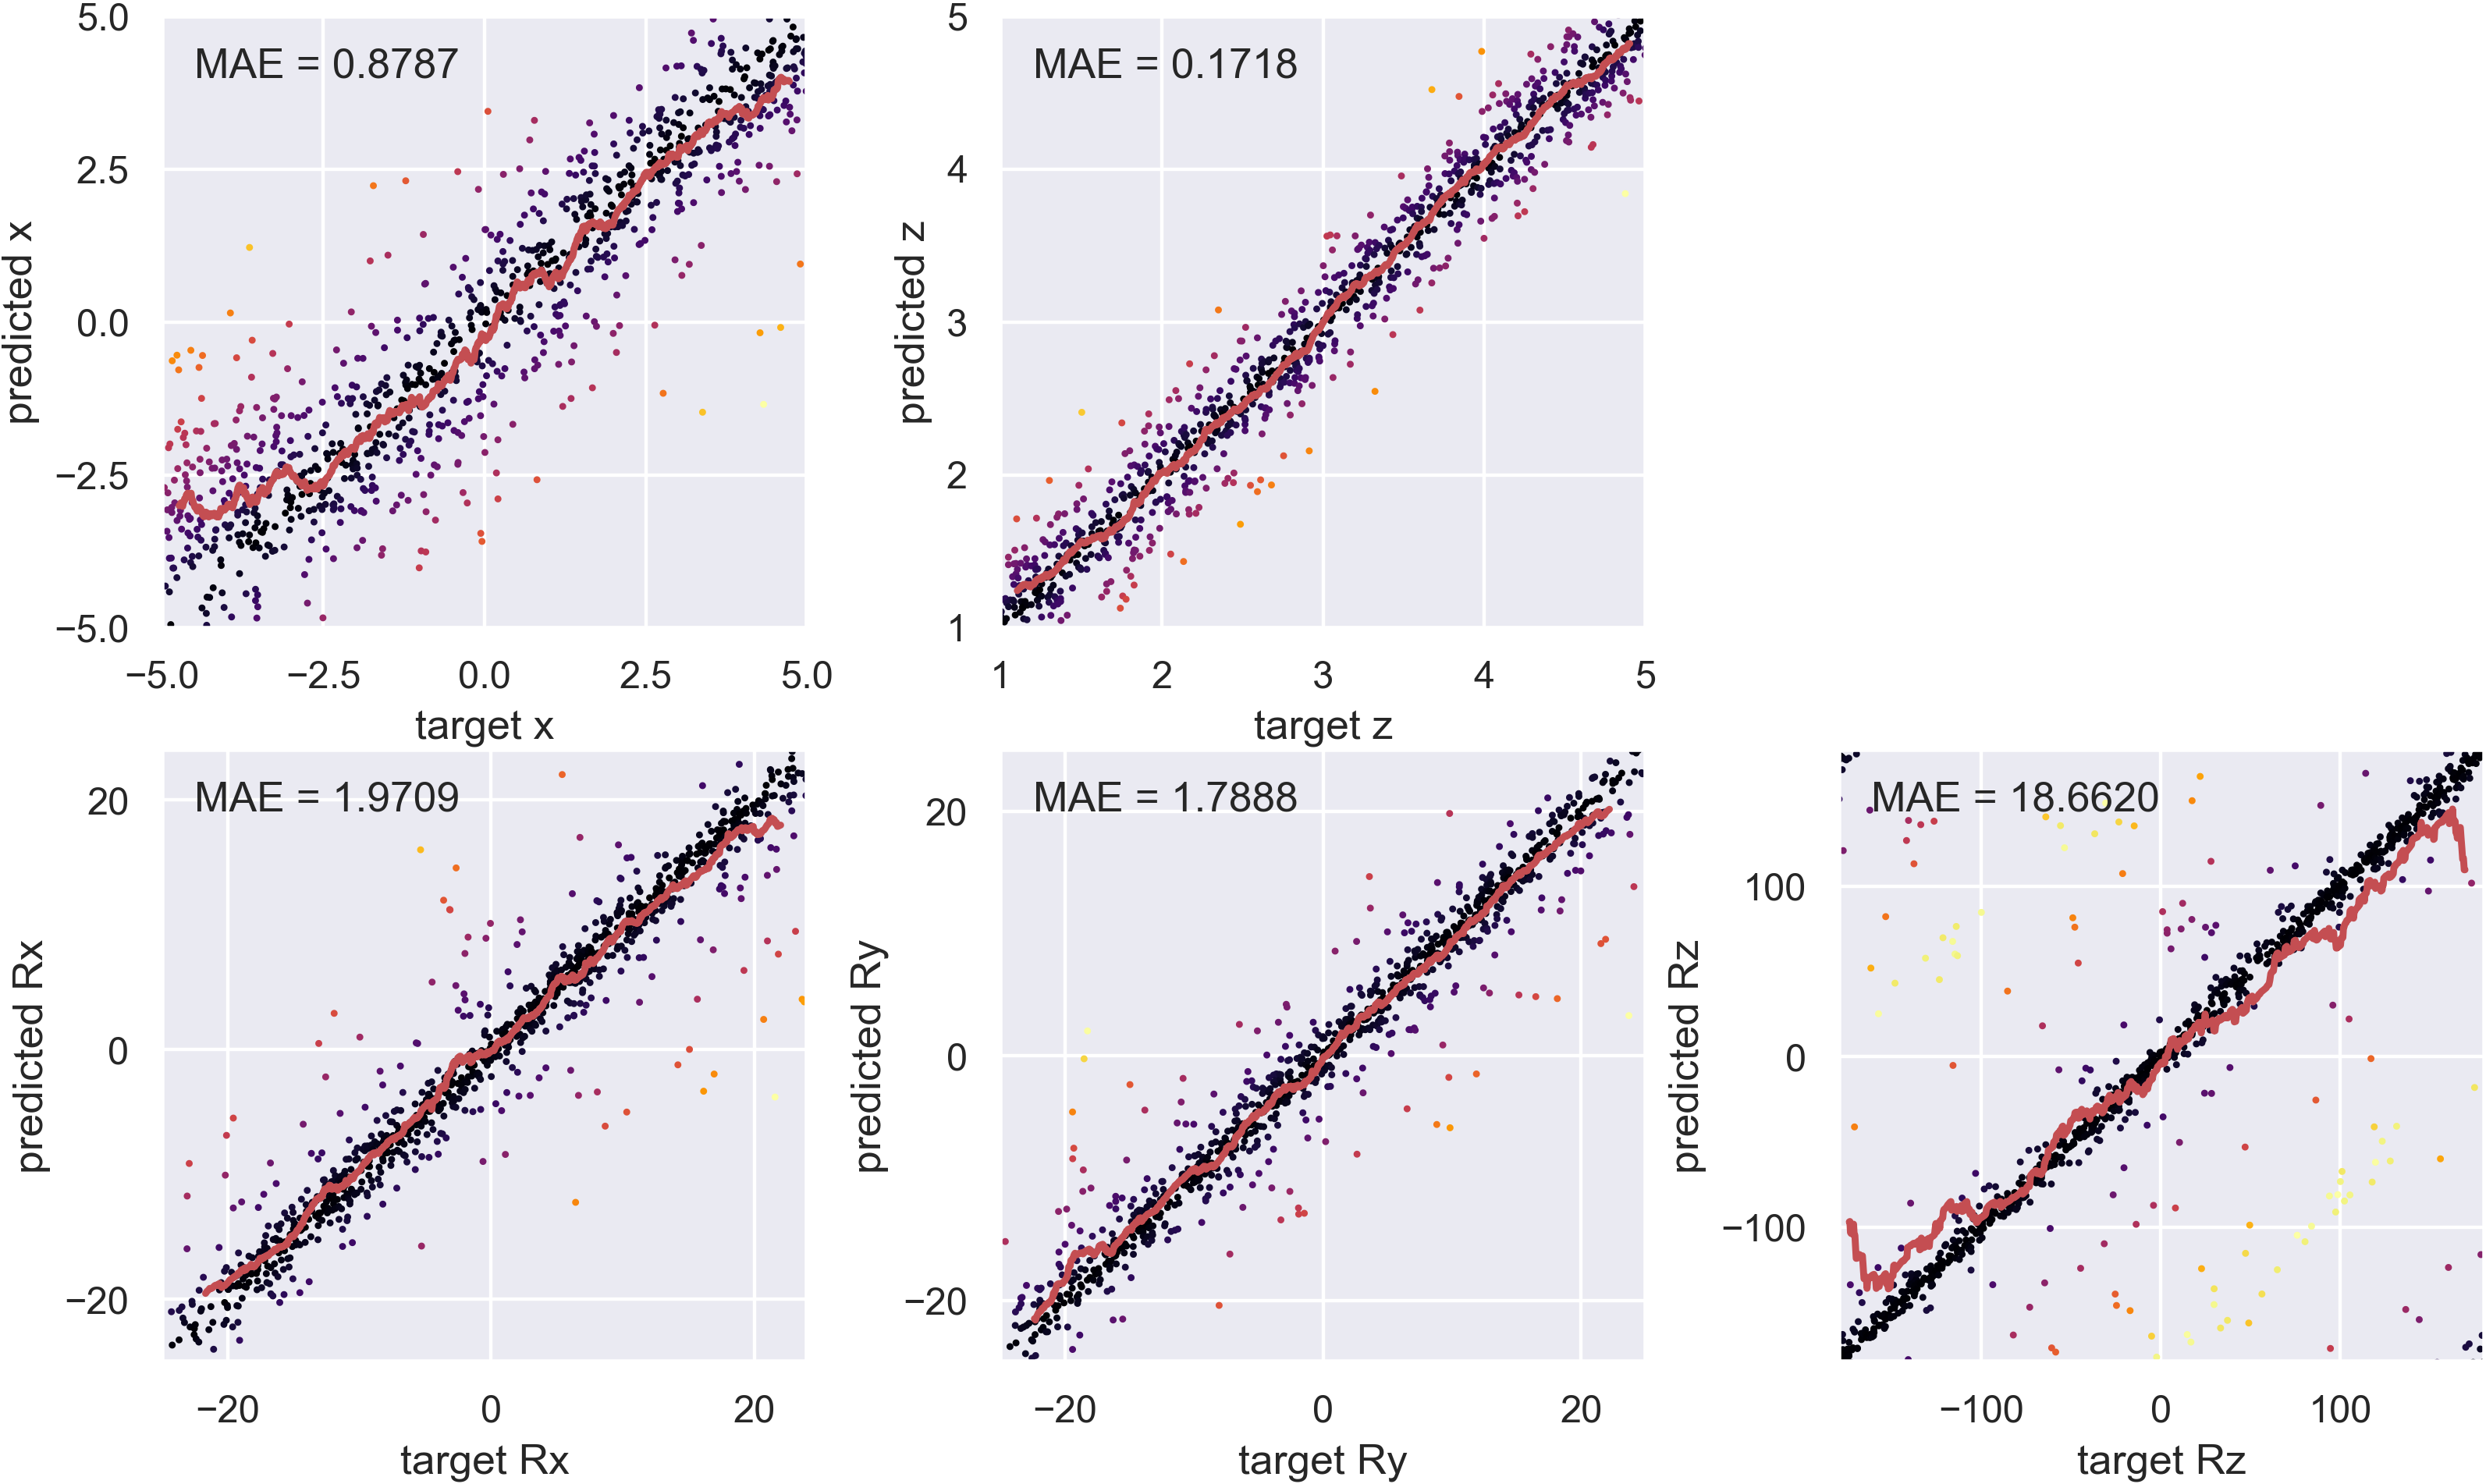 MAE = 0.8787
5.0
2.5
0.0
−2.5
−5.0
predicted x
−5.0 −2.5 0.0 2.5 5.0
target x
MAE = 0.1718
5
4
3
2
1
predicted z
1 2 3 4 5
target z
MAE = 1.9709
20
0
−20
predicted Rx
−20 0 20
target Rx
MAE = 1.7888
20
0
−20
predicted Ry
−20 0 20
target Ry
MAE = 18.6620
100
0
−100
predicted Rz
−100 0 100
target Rz